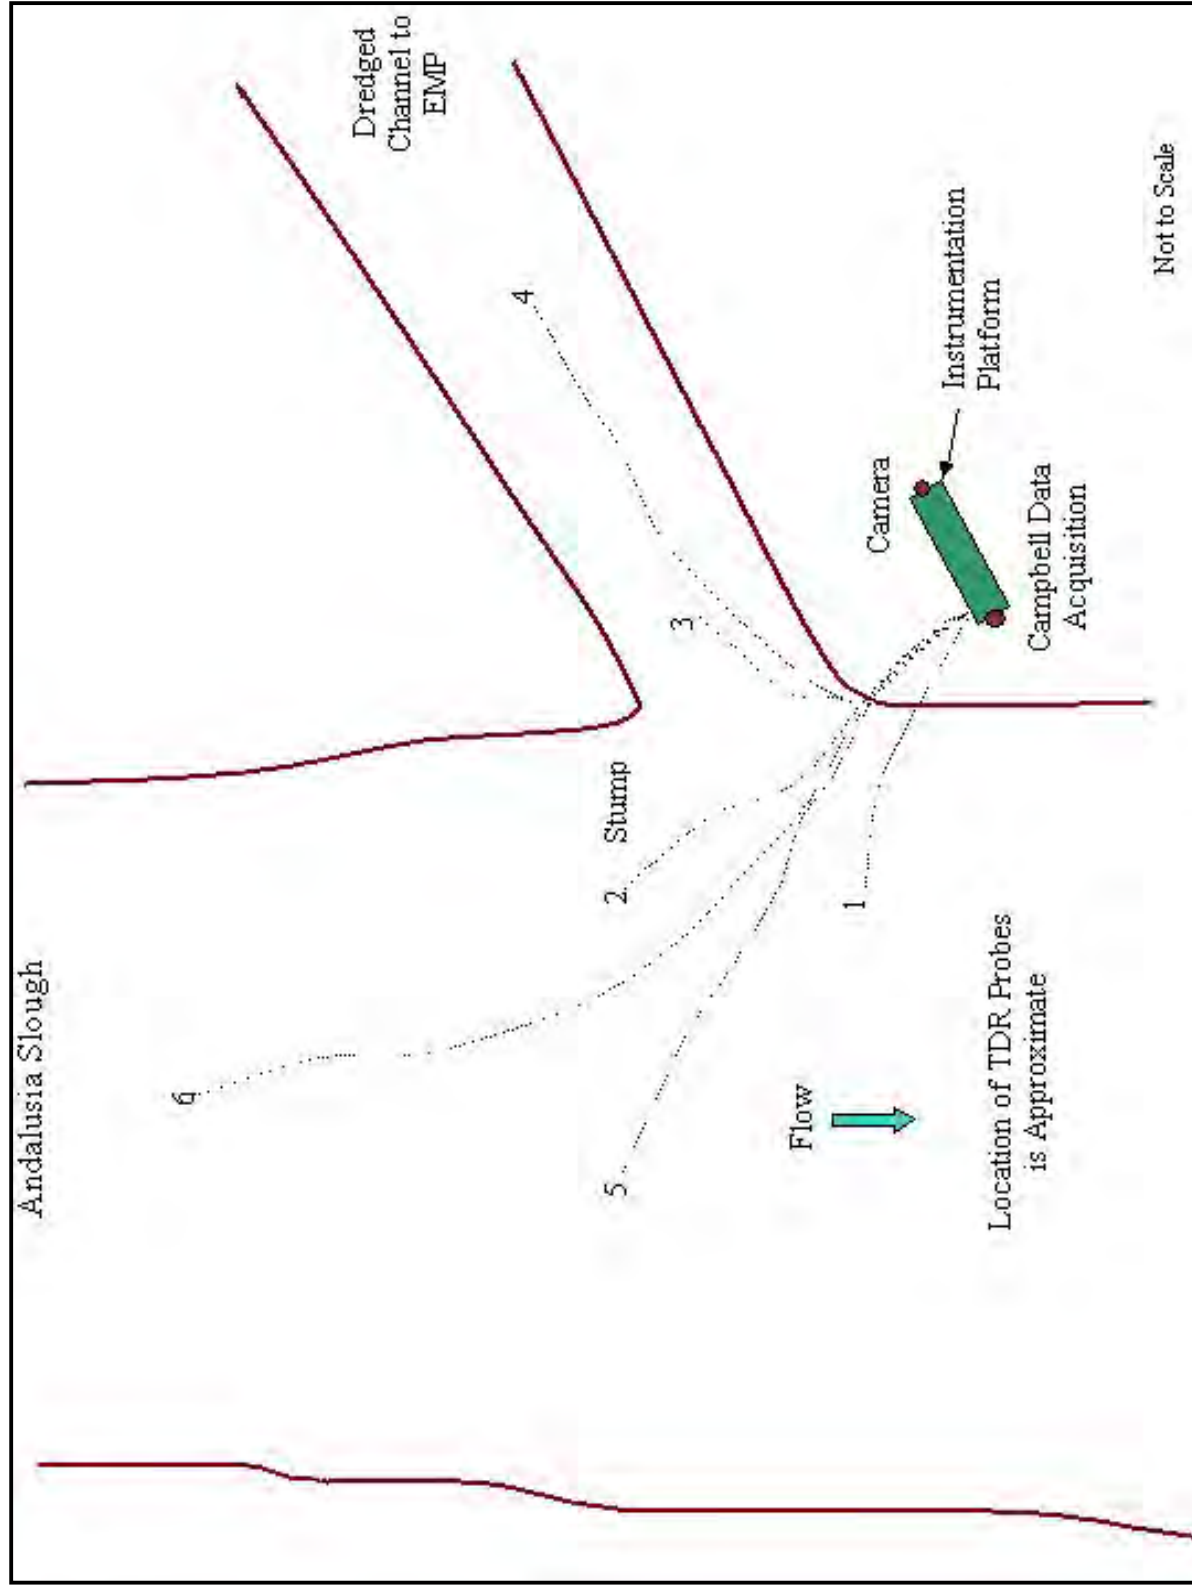 Andalusia Slough
Dredged
Channel to
EMP
4
3
6
2
Stump
5
1
Camera
Instrumentation
Platform
Campbell Data
Acquisition
Flow
Location of TDR Probes
is Approximate
Not to Scale